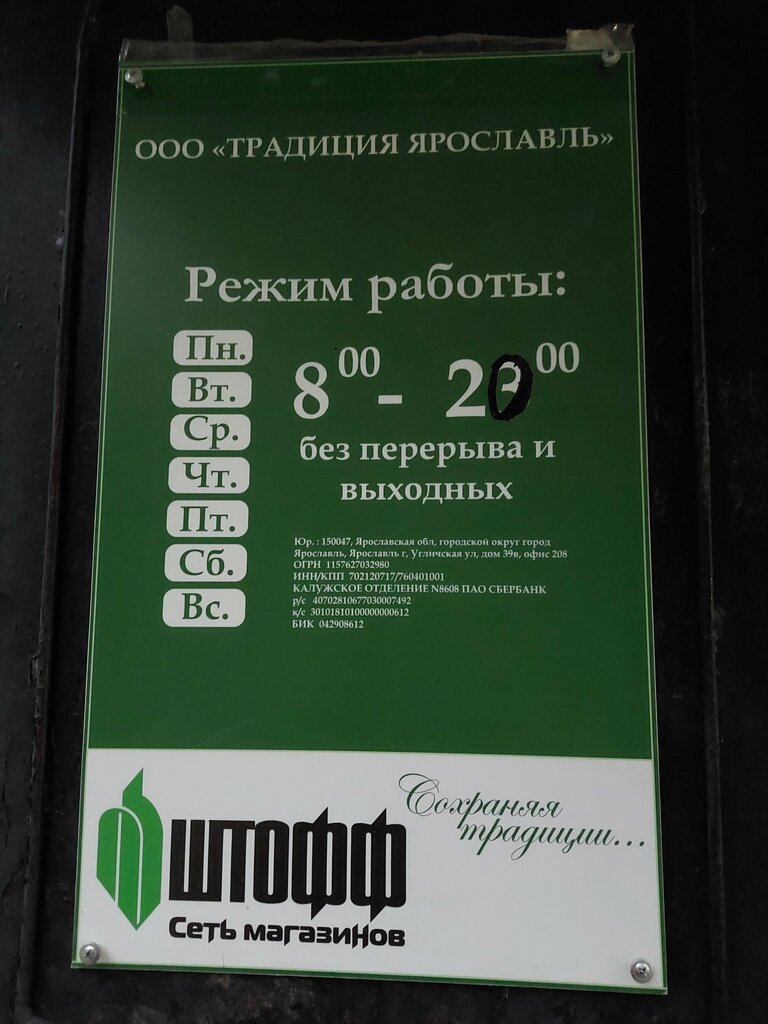 ООО «ТРАДИЦИЯ ЯРОСЛАВЛЬ»
Режим работы:
Пн.
Вт.
Ср.
Чт.
Пт.
Сб.
Вс.
8 00 - 20 00
без перерыва и
выходных
Юр. : 150047, Ярославская обл, городской округ город
Ярославль, Ярославль г, Угличская ул, дом 39в, офис 208
ОГРН 1157627032980
ИНН/КПП 702120717/760401001
КАЛУЖСКОЕ ОТДЕЛЕНИЕ N8608 ПАО СБЕРБАНК
р/с 40702810677030007492
к/с 30101810100000000612
БИК 042908612
Сохраняя
традиции...
ШТОФФ
Сеть магазинов